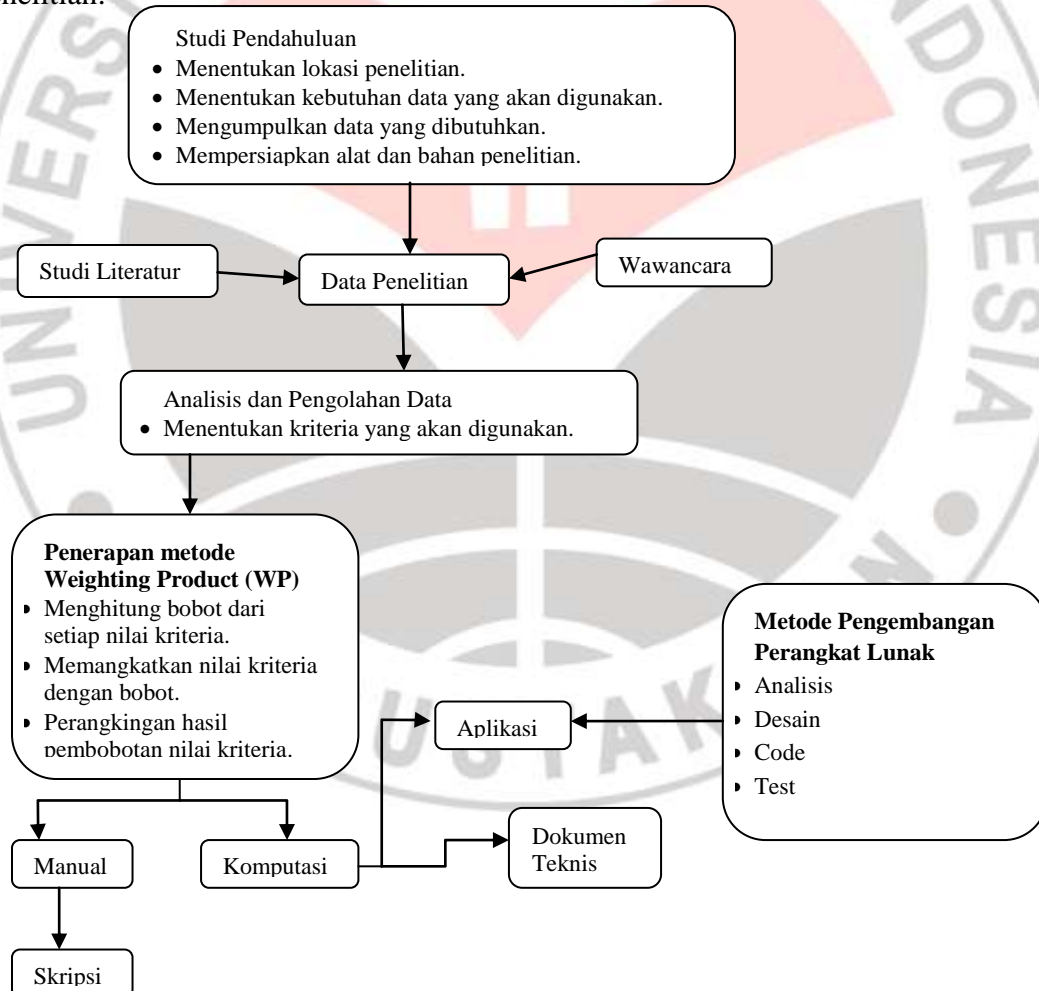 Studi Pendahuluan
• Menentukan lokasi penelitian.
• Menentukan kebutuhan data yang akan digunakan.
• Mengumpulkan data yang dibutuhkan.
• Mempersiapkan alat dan bahan penelitian.
Studi Literatur
Data Penelitian
Wawancara
Analisis dan Pengolahan Data
• Menentukan kriteria yang akan digunakan.
Penerapan metode
Weighting Product (WP)
• Menghitung bobot dari
setiap nilai kriteria.
• Memangkatkan nilai kriteria
dengan bobot.
• Perangkingan hasil
pembobotan nilai kriteria.
Metode Pengembangan
Perangkat Lunak
• Analisis
• Desain
• Code
• Test
Aplikasi
Dokumen
Teknis
Manual
Komputasi
Skripsi